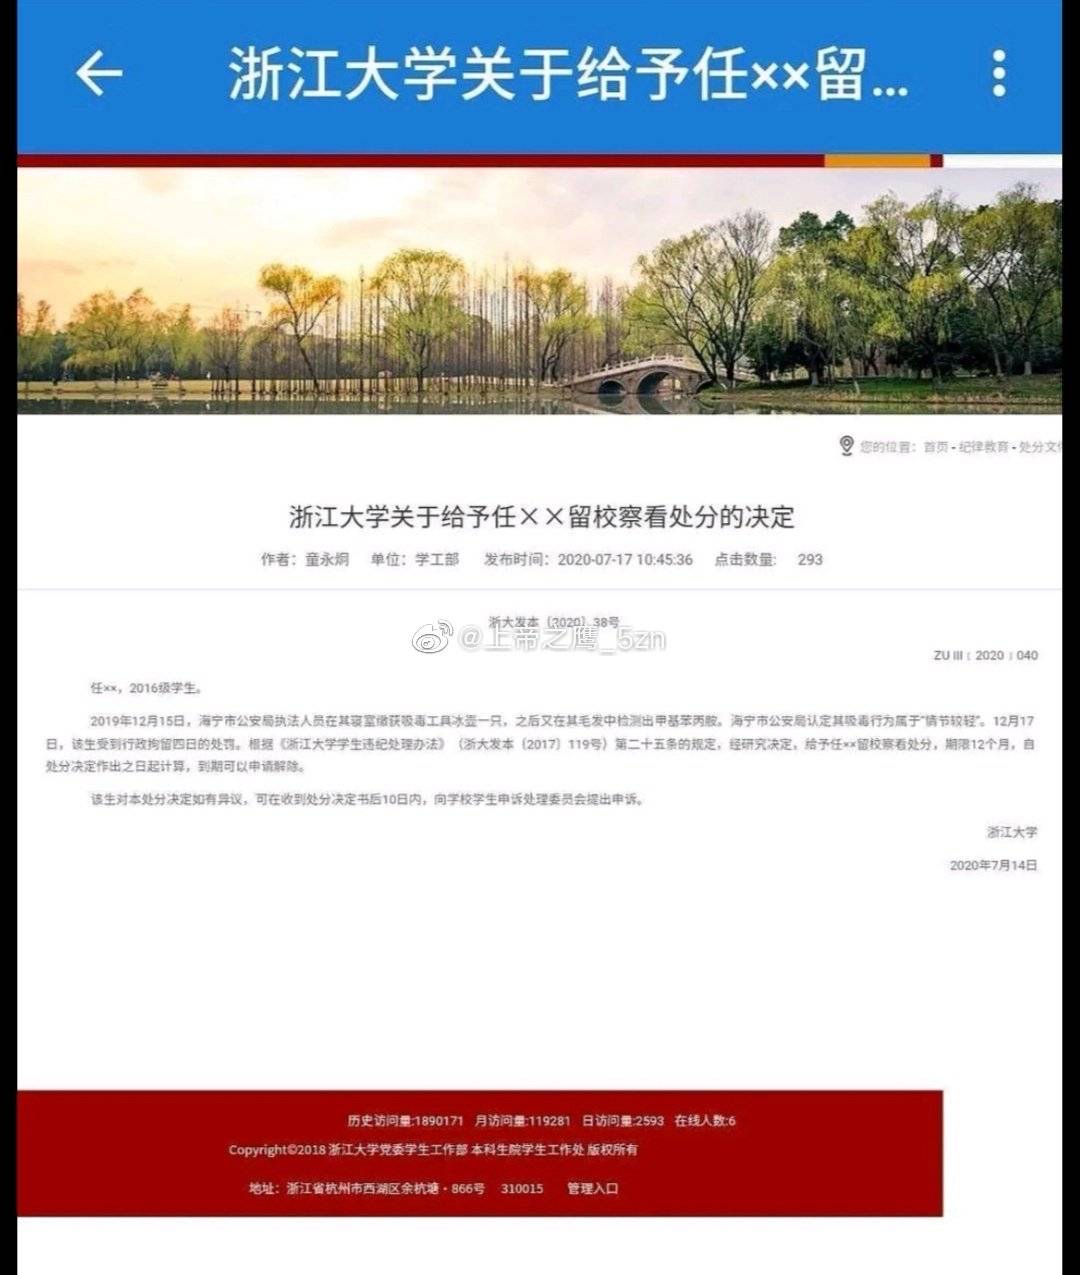 浙江大学关于给予任××留...
您的位置：首页 - 纪律教育 - 处分文件
浙江大学关于给予任××留校察看处分的决定
作者：童永炯 单位：学工部 发布时间：2020-07-17 10:45:36 点击数量: 293
浙大发本〔2020〕38号
@上帝之鹰_5zn
ZU III﹝2020﹞040
任××，2016级学生。
2019年12月15日，海宁市公安局执法人员在其寝室缴获吸毒工具冰壶一只，之后又在其毛发中检测出甲基苯丙胺。海宁市公安局认定其吸毒行为属于“情节较轻”。12月17
日，该生受到行政拘留四日的处罚。根据《浙江大学学生违纪处理办法》（浙大发本〔2017〕119号）第二十五条的规定，经研究决定，给予任××留校察看处分，期限12个月，自
处分决定作出之日起计算，到期可以申请解除。
该生对本处分决定如有异议，可在收到处分决定书后10日内，向学校学生申诉处理委员会提出申诉。
浙江大学
2020年7月14日
历史访问量:1890171 月访问量:119281 日访问量:2593 在线人数:6
Copyright©2018 浙江大学党委学生工作部 本科生院学生工作处 版权所有
地址：浙江省杭州市西湖区余杭塘·866号 310015 管理入口